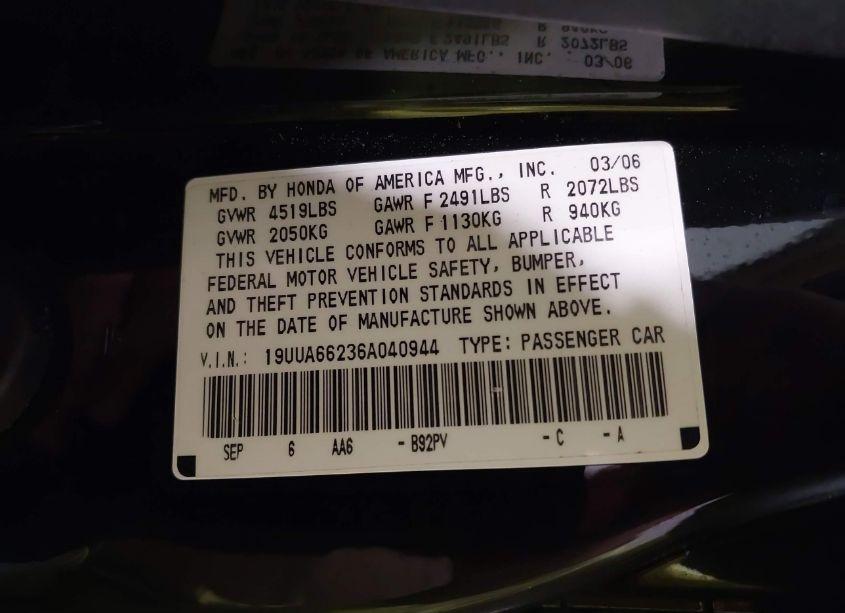 MFD. BY HONDA OF AMERICA MFG., INC. 03/06
GVWR 4519LBS GAWR F 2491LBS R 2072LBS
GVWR 2050KG GAWR F 1130KG R 940KG
THIS VEHICLE CONFORMS TO ALL APPLICABLE
FEDERAL MOTOR VEHICLE SAFETY, BUMPER,
AND THEFT PREVENTION STANDARDS IN EFFECT
ON THE DATE OF MANUFACTURE SHOWN ABOVE.
V.I.N.: 19UUA66236A040944 TYPE: PASSENGER CAR
SEP 6 AA6 - B92PV - C - A